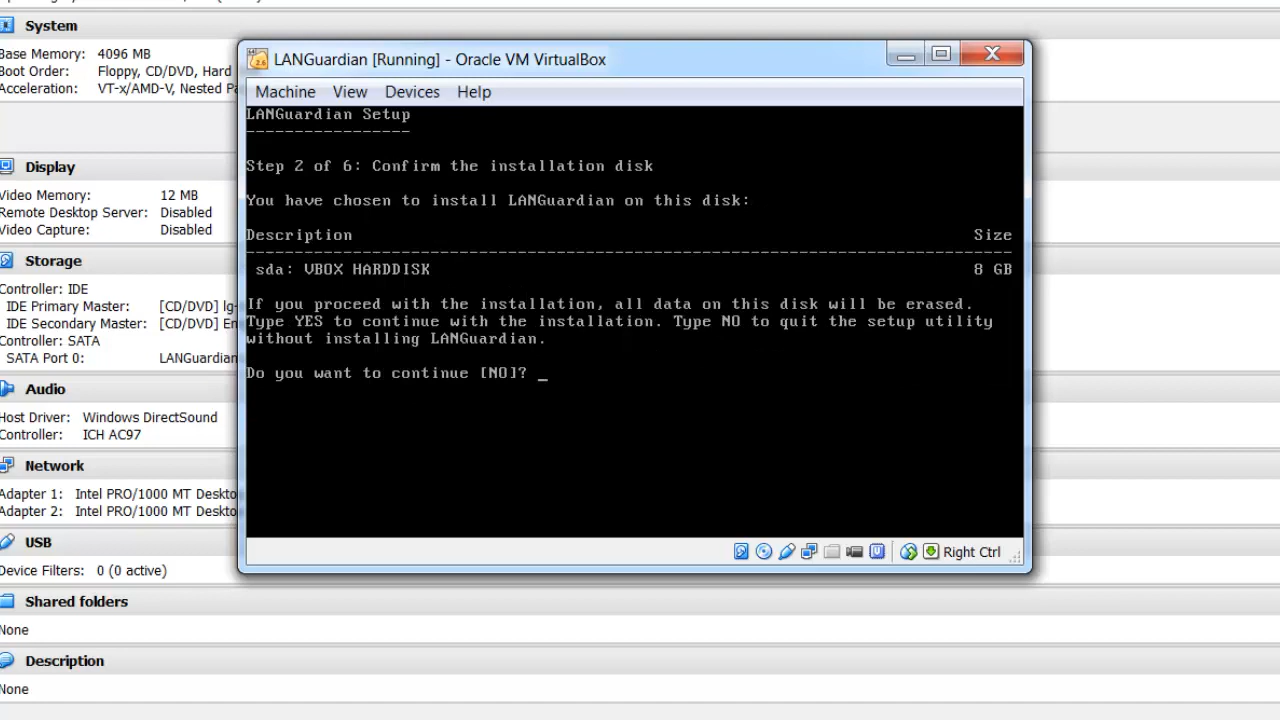 System
Base Memory: 4096 MB
Boot Order: Floppy, CD/DVD, Hard
Acceleration: VT-x/AMD-V, Nested
Display
Video Memory: 12 MB
Remote Desktop Server: Disabled
Video Capture: Disabled
Storage
Controller: IDE
IDE Primary Master: [CD/DVD] lg-
IDE Secondary Master: [CD/DVD]
Controller: SATA
SATA Port 0: LANGuardian
Audio
Host Driver: Windows DirectSound
Controller: ICH AC97
Network
Adapter 1: Intel PRO/1000 MT Deskto
Adapter 2: Intel PRO/1000 MT Deskto
USB
Device Filters: 0 (0 active)
Shared folders
None
Description
None
LANGuardian [Running] - Oracle VM VirtualBox
Machine View Devices Help
LANGuardian Setup
-----------------
Step 2 of 6: Confirm the installation disk
You have chosen to install LANGuardian on this disk:
Description Size
sda: VBOX HARDDISK 8 GB
If you proceed with the installation, all data on this disk will be erased.
Type YES to continue with the installation. Type NO to quit the setup utility
without installing LANGuardian.
Do you want to continue [NO]? _
Right Ctrl